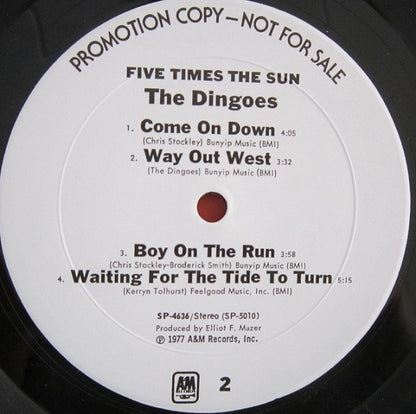 PROMOTION COPY—NOT FOR SALE
FIVE TIMES THE SUN
The Dingoes
1. Come On Down 4:05
(Chris Stockley) Bunyip Music (BMI)
2. Way Out West 3:32
(The Dingoes) Bunyip Music (BMI)
3. Boy On The Run 3:58
(Chris Stockley-Broderick Smith) Bunyip Music (BMI)
4. Waiting For The Tide To Turn 5:15
(Kerryn Tolhurst) Feelgood Music, Inc. (BMI)
SP-4636/Stereo (SP-5010)
Produced by Elliot F. Mazer
℗ 1977 A&M Records, Inc.
A&M
RECORDS
2